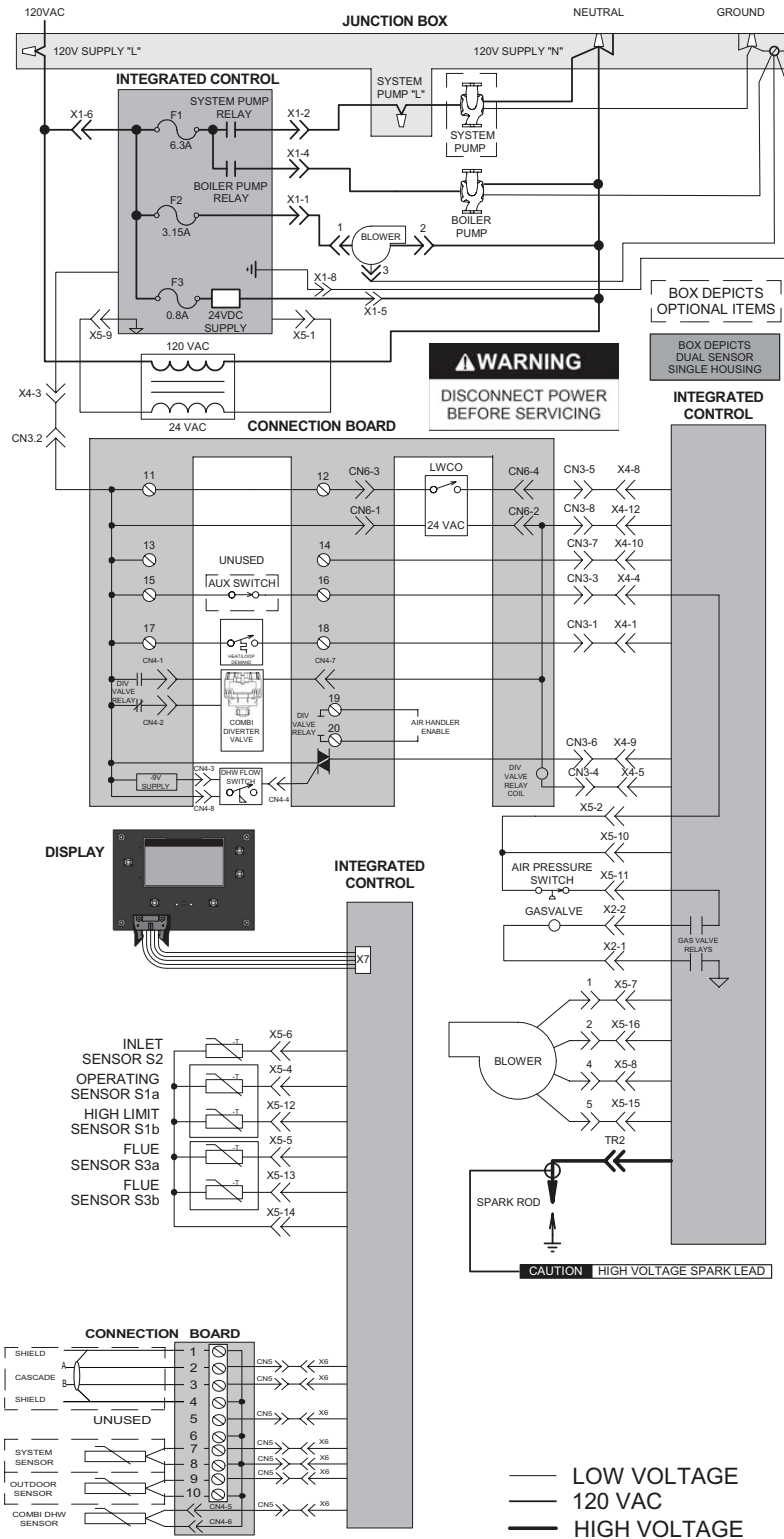 120VAC
JUNCTION BOX
NEUTRAL
GROUND
120V SUPPLY "L"
120V SUPPLY "N"
INTEGRATED CONTROL
SYSTEM
PUMP "L"
X1-6
F1
6.3A
SYSTEM PUMP
RELAY
X1-2
SYSTEM
PUMP
X1-4
BOILER PUMP
RELAY
BOILER
PUMP
F2
3.15A
X1-1
1
BLOWER
2
3
X1-8
F3
0.8A
24VDC
SUPPLY
X1-5
X5-9
X5-1
120 VAC
24 VAC
BOX DEPICTS
OPTIONAL ITEMS
BOX DEPICTS
DUAL SENSOR
SINGLE HOUSING
WARNING
DISCONNECT POWER
BEFORE SERVICING
X4-3
CN3.2
CONNECTION BOARD
INTEGRATED
CONTROL
11
12
CN6-3
LWCO
CN6-4
CN3-5
X4-8
CN6-1
24 VAC
CN6-2
CN3-8
X4-12
13
14
CN3-7
X4-10
UNUSED
15
AUX SWITCH
16
CN3-3
X4-4
17
HEAT/LOOP
DEMAND
18
CN3-1
X4-1
CN4-1
CN4-7
DIV
VALVE
RELAY
CN4-2
COMBI
DIVERTER
VALVE
DIV
VALVE
RELAY
19
20
AIR HANDLER
ENABLE
CN3-6
X4-9
-9V
SUPPLY
CN4-3
CN4-8
DHW FLOW
SWITCH
CN4-4
DIV
VALVE
RELAY
COIL
CN3-4
X4-5
X5-2
X5-10
AIR PRESSURE
SWITCH
X5-11
GASVALVE
X2-2
X2-1
GAS VALVE
RELAYS
DISPLAY
INTEGRATED
CONTROL
X7
1
X5-7
2
X5-16
BLOWER
4
X5-8
5
X5-15
TR2
SPARK ROD
CAUTION HIGH VOLTAGE SPARK LEAD
INLET
SENSOR S2
-T
X5-6
OPERATING
SENSOR S1a
-T
X5-4
HIGH LIMIT
SENSOR S1b
-T
X5-12
FLUE
SENSOR S3a
-T
X5-5
FLUE
SENSOR S3b
-T
X5-13
X5-14
CONNECTION BOARD
SHIELD
A
CASCADE
B
SHIELD
UNUSED
1
2
CN5
X6
3
CN5
X6
4
5
CN5
X6
6
SYSTEM
SENSOR
7
CN5
X6
8
CN5
X6
OUTDOOR
SENSOR
9
CN5
X6
10
COMBI DHW
SENSOR
CN4-5
CN5
X6
CN4-6
LOW VOLTAGE
120 VAC
HIGH VOLTAGE